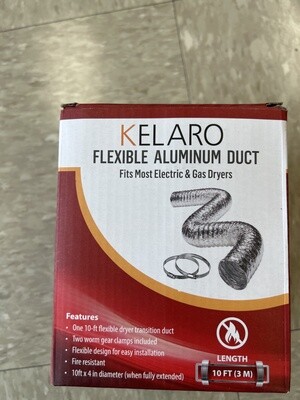 KELARO
FLEXIBLE ALUMINUM DUCT
Fits Most Electric & Gas Dryers
Features
• One 10-ft flexible dryer transition duct
• Two worm gear clamps included
• Flexible design for easy installation
• Fire resistant
• 10ft x 4 in diameter (when fully extended)
LENGTH
10 FT (3 M)